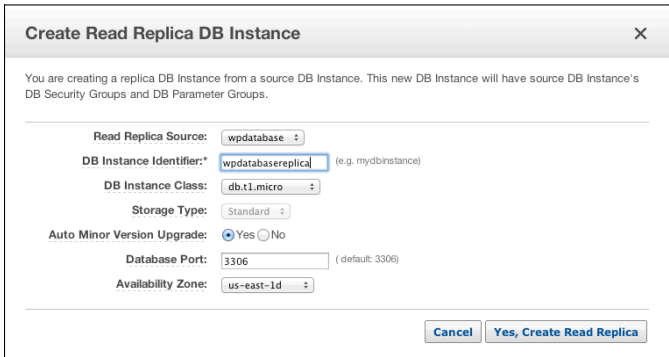 Create Read Replica DB Instance
You are creating a replica DB Instance from a source DB Instance. This new DB Instance will have source DB Instance's
DB Security Groups and DB Parameter Groups.
Read Replica Source: wpdatabase
DB Instance Identifier:* wpdatabasereplica (e.g. mydbinstance)
DB Instance Class: db.t1.micro
Storage Type: Standard
Auto Minor Version Upgrade: Yes No
Database Port: 3306 ( default: 3306)
Availability Zone: us-east-1d
Cancel Yes, Create Read Replica